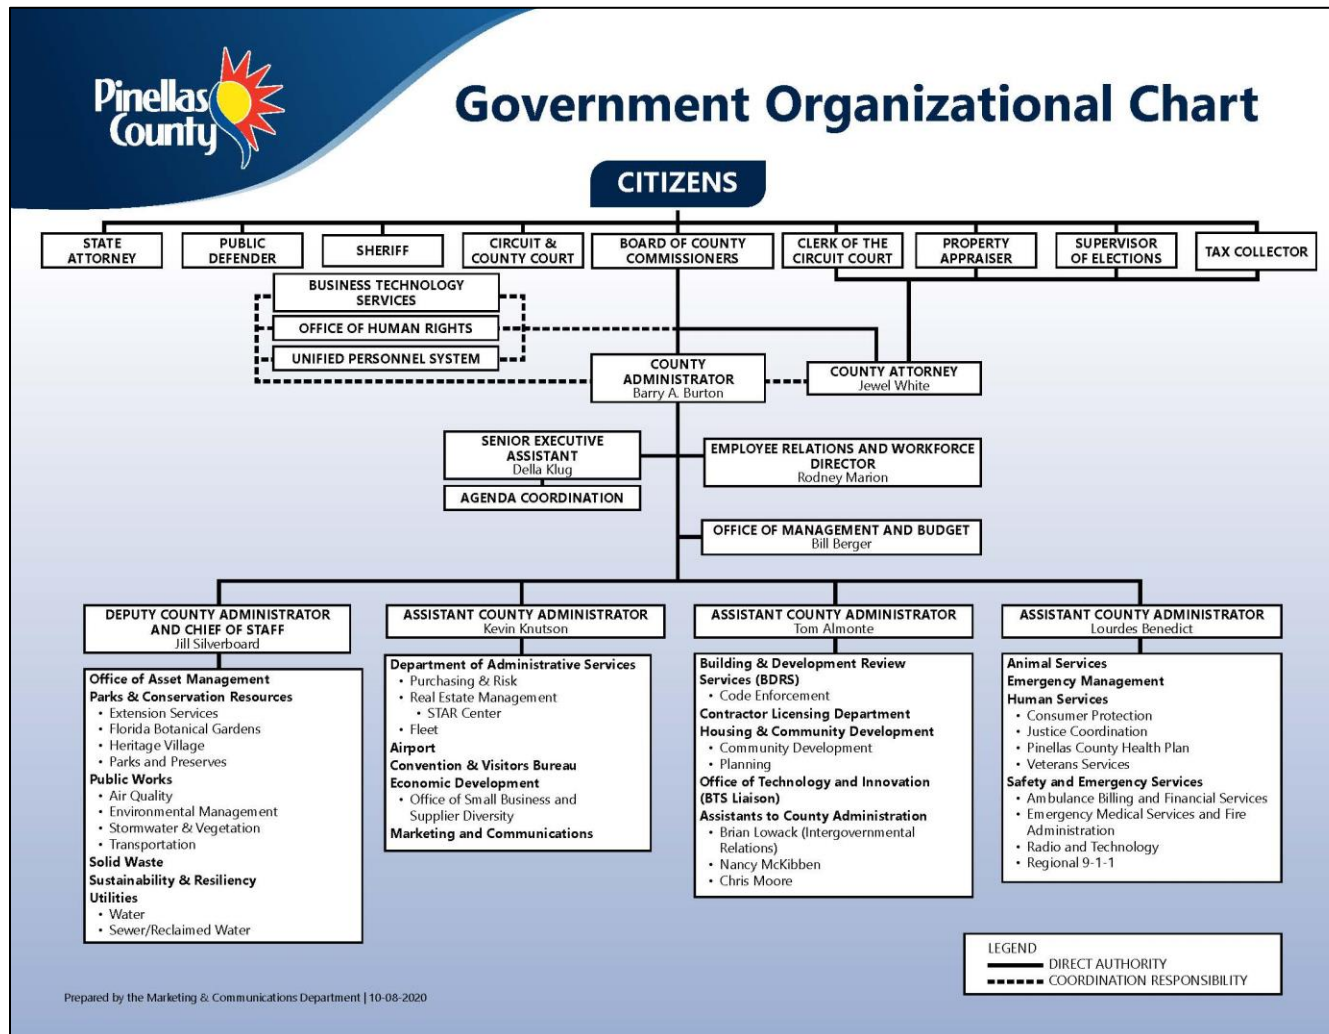 Pinellas
County
Government Organizational Chart
CITIZENS
STATE
ATTORNEY
PUBLIC
DEFENDER
SHERIFF
CIRCUIT &
COUNTY COURT
BOARD OF COUNTY
COMMISSIONERS
CLERK OF THE
CIRCUIT COURT
PROPERTY
APPRAISER
SUPERVISOR
OF ELECTIONS
TAX COLLECTOR
BUSINESS TECHNOLOGY
SERVICES
OFFICE OF HUMAN RIGHTS
UNIFIED PERSONNEL SYSTEM
COUNTY
ADMINISTRATOR
Barry A. Burton
COUNTY ATTORNEY
Jewel White
SENIOR EXECUTIVE
ASSISTANT
Della Klug
AGENDA COORDINATION
EMPLOYEE RELATIONS AND WORKFORCE
DIRECTOR
Rodney Marion
OFFICE OF MANAGEMENT AND BUDGET
Bill Berger
DEPUTY COUNTY ADMINISTRATOR
AND CHIEF OF STAFF
Jill Silverboard
Office of Asset Management
Parks & Conservation Resources
• Extension Services
• Florida Botanical Gardens
• Heritage Village
• Parks and Preserves
Public Works
• Air Quality
• Environmental Management
• Stormwater & Vegetation
• Transportation
Solid Waste
Sustainability & Resiliency
Utilities
• Water
• Sewer/Reclaimed Water
ASSISTANT COUNTY ADMINISTRATOR
Kevin Knutson
Department of Administrative Services
• Purchasing & Risk
• Real Estate Management
• STAR Center
• Fleet
Airport
Convention & Visitors Bureau
Economic Development
• Office of Small Business and
Supplier Diversity
Marketing and Communications
ASSISTANT COUNTY ADMINISTRATOR
Tom Almonte
Building & Development Review
Services (BDRS)
• Code Enforcement
Contractor Licensing Department
Housing & Community Development
• Community Development
• Planning
Office of Technology and Innovation
(BTS Liaison)
Assistants to County Administration
• Brian Lowack (Intergovernmental
Relations)
• Nancy McKibben
• Chris Moore
ASSISTANT COUNTY ADMINISTRATOR
Lourdes Benedict
Animal Services
Emergency Management
Human Services
• Consumer Protection
• Justice Coordination
• Pinellas County Health Plan
• Veterans Services
Safety and Emergency Services
• Ambulance Billing and Financial Services
• Emergency Medical Services and Fire
Administration
• Radio and Technology
• Regional 9-1-1
LEGEND
DIRECT AUTHORITY
COORDINATION RESPONSIBILITY
Prepared by the Marketing & Communications Department | 10-08-2020